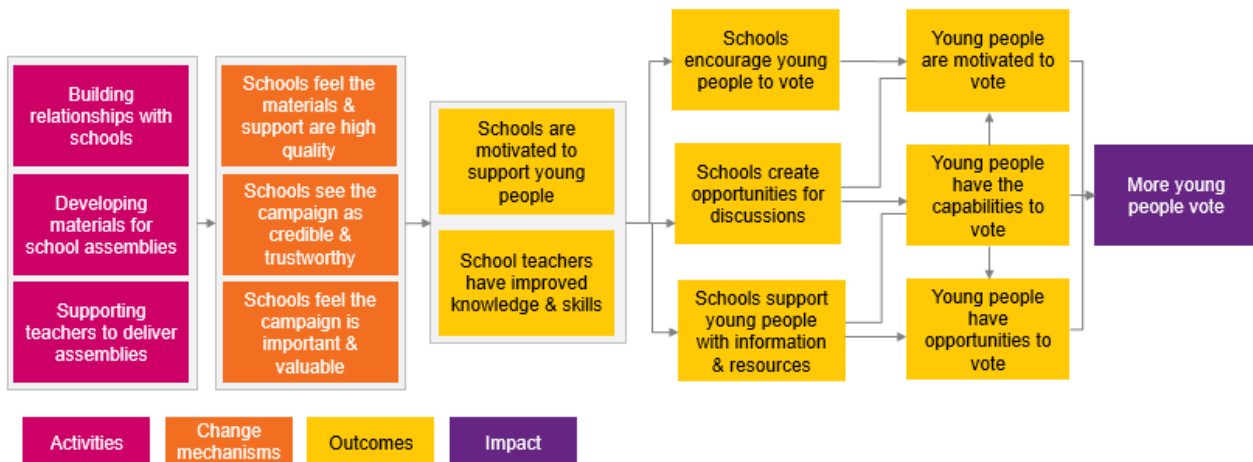 Building
relationships with
schools
Developing
materials for
school assemblies
Supporting
teachers to deliver
assemblies
Schools feel the
materials &
support are high
quality
Schools see the
campaign as
credible &
trustworthy
Schools feel the
campaign is
important &
valuable
Schools are
motivated to
support young
people
School teachers
have improved
knowledge & skills
Schools
encourage young
people to vote
Schools create
opportunities for
discussions
Schools support
young people
with information
& resources
Young people
are motivated to
vote
Young people
have the
capabilities to
vote
Young people
have
opportunities to
vote
More young
people vote
Activities
Change
mechanisms
Outcomes
Impact